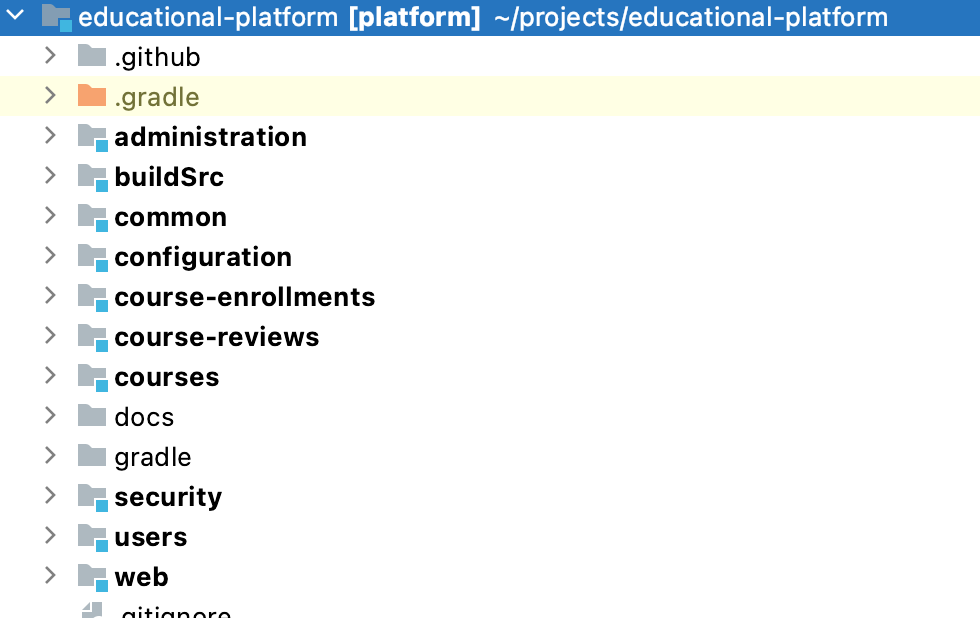 educational-platform [platform] ~/projects/educational-platform
.github
.gradle
administration
buildSrc
common
configuration
course-enrollments
course-reviews
courses
docs
gradle
security
users
web
.gitignore